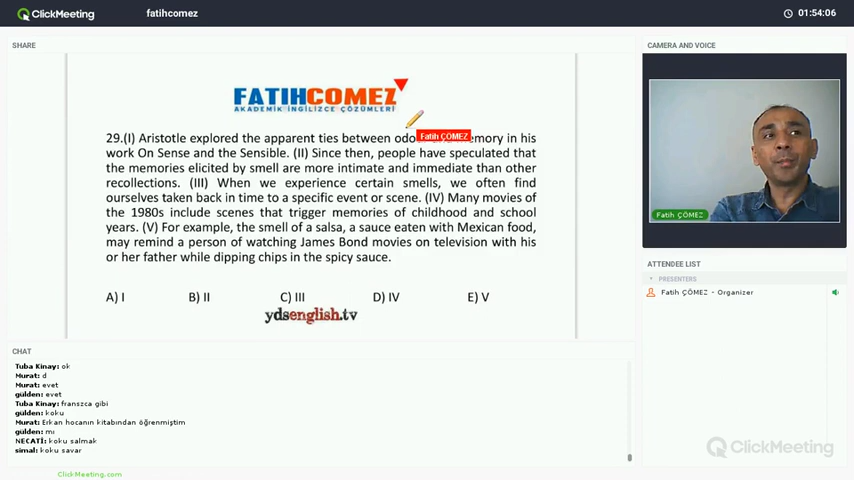 ClickMeeting
fatihcomez
01:54:06
SHARE
CAMERA AND VOICE
FATIHCOMEZ
AKADEMİK İNGİLİZCE ÇÖZÜMLERİ
Fatih ÇÖMEZ
29.(I) Aristotle explored the apparent ties between odo emory in his
work On Sense and the Sensible. (II) Since then, people have speculated that
the memories elicited by smell are more intimate and immediate than other
recollections. (III) When we experience certain smells, we often find
ourselves taken back in time to a specific event or scene. (IV) Many movies of
the 1980s include scenes that trigger memories of childhood and school
years. (V) For example, the smell of a salsa, a sauce eaten with Mexican food,
may remind a person of watching James Bond movies on television with his
or her father while dipping chips in the spicy sauce.
A) I B) II C) III D) IV E) V
ydsenglish.tv
Fatih ÇÖMEZ
ATTENDEE LIST
PRESENTERS
Fatih ÇÖMEZ - Organizer
CHAT
Tuba Kinay: ok
Murat: d
Murat: evet
gülden: evet
Tuba Kinay: franszca gibi
gülden: koku
Murat: Erkan hocanın kitabından öğrenmiştim
gülden: mı
NECATİ: koku salmak
simal: koku savar
ClickMeeting
ClickMeeting.com